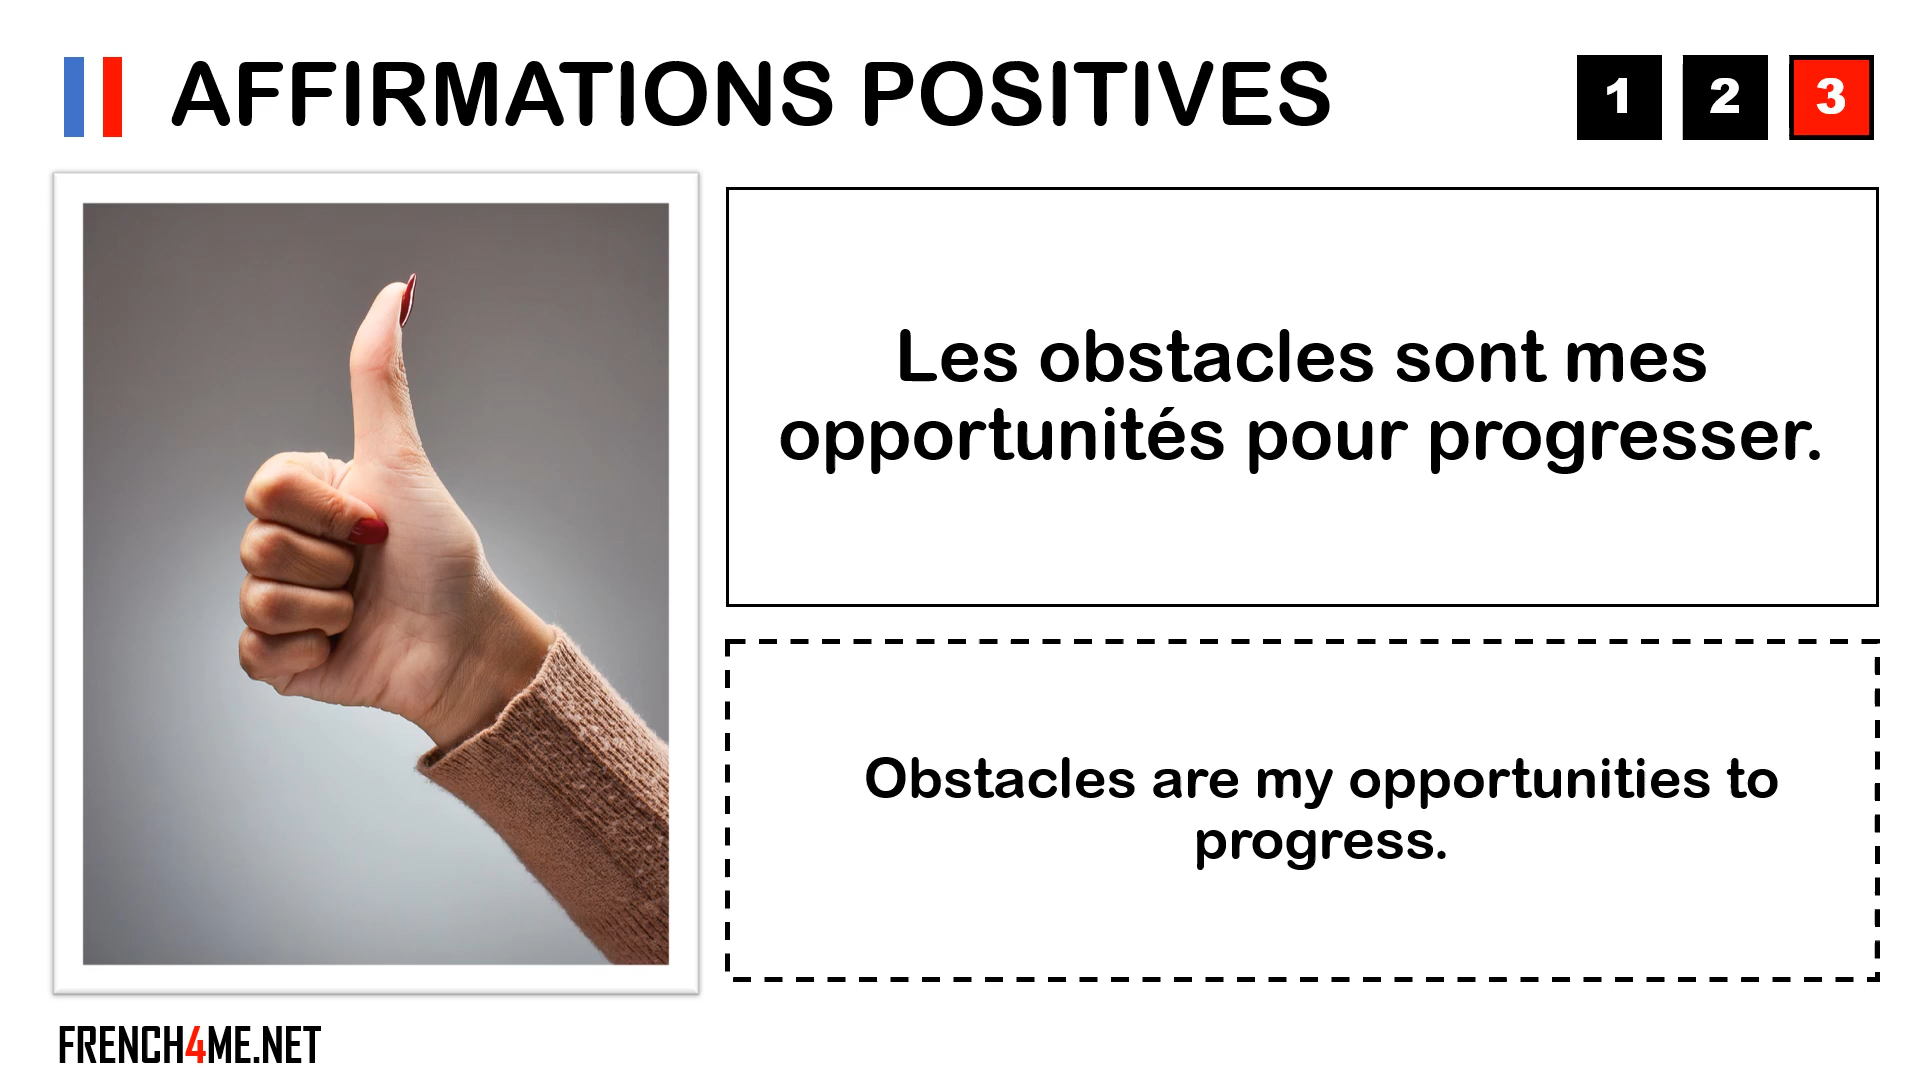 AFFIRMATIONS POSITIVES
1 2 3
Les obstacles sont mes
opportunités pour progresser.
Obstacles are my opportunities to
progress.
FRENCH4ME.NET